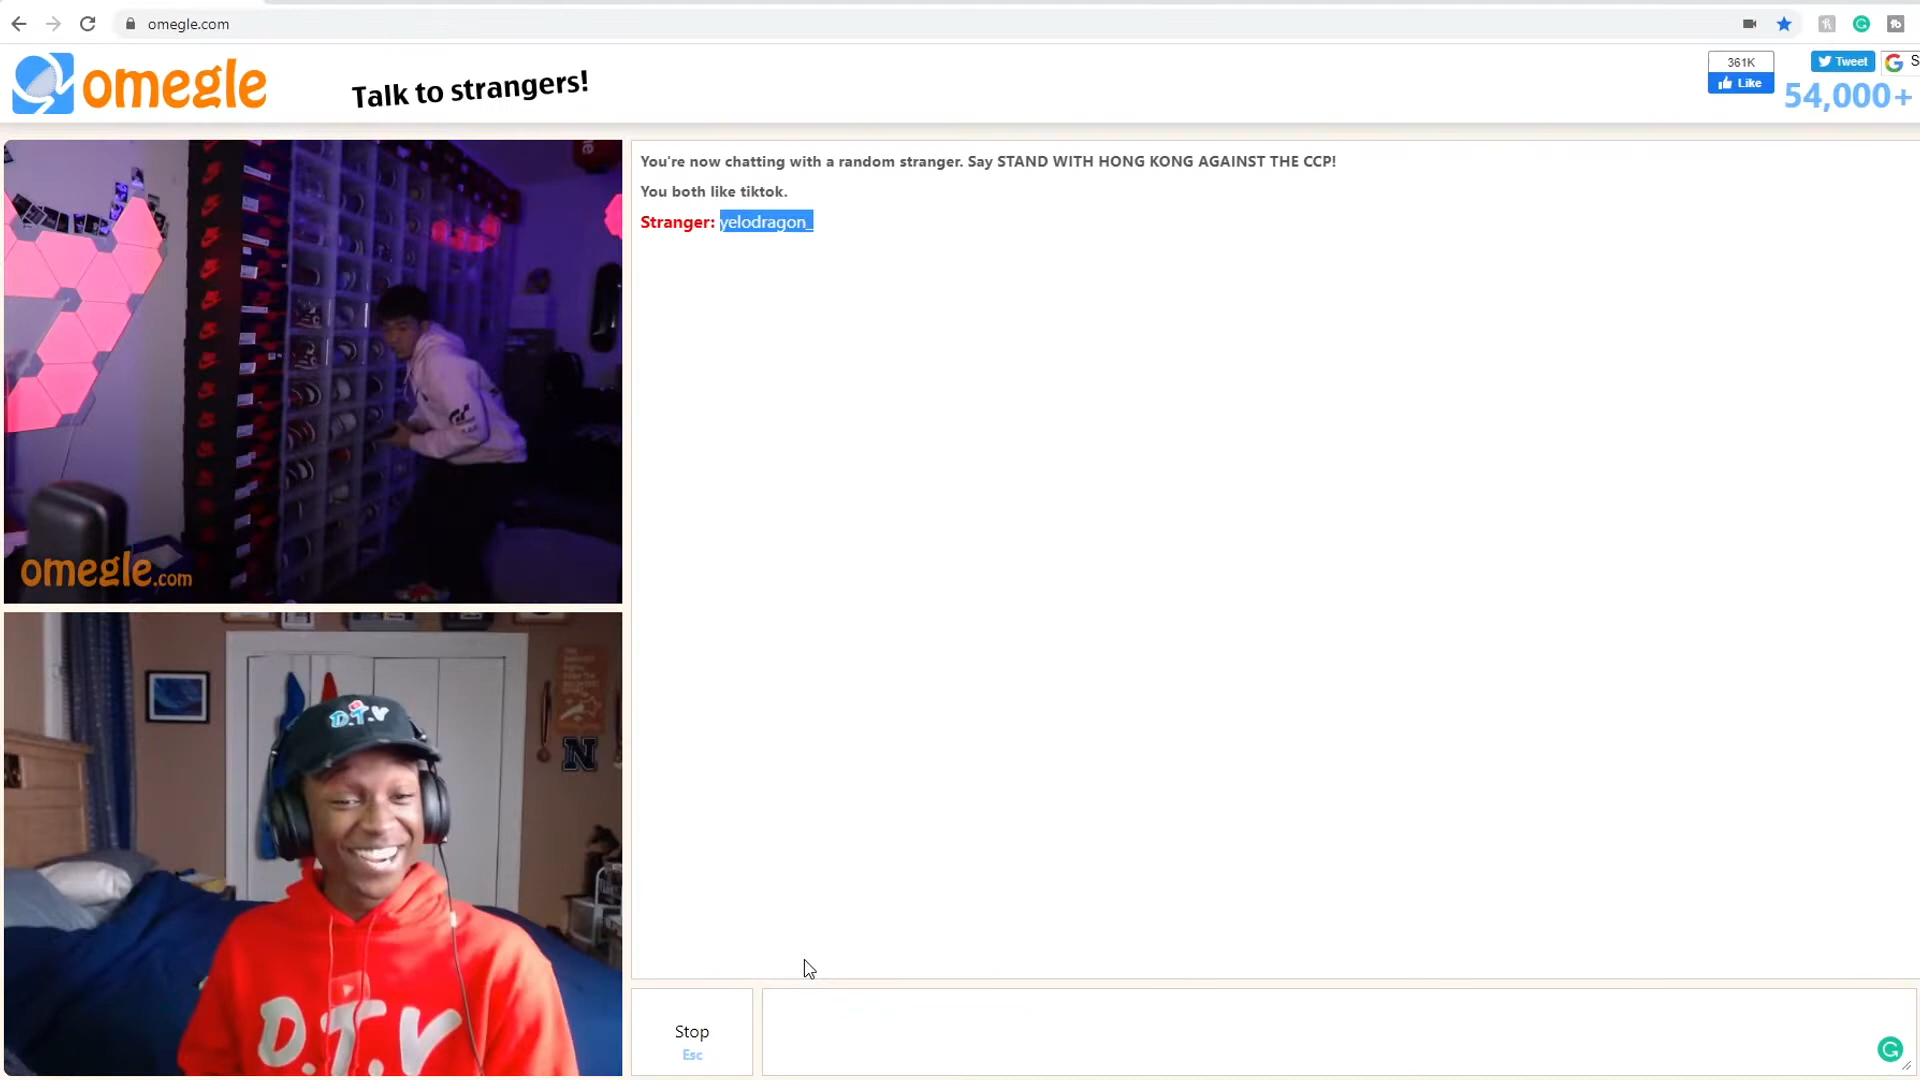 omegle.com
omegle
Talk to strangers!
361K
Like
Tweet
S
54,000+
You're now chatting with a random stranger. Say STAND WITH HONG KONG AGAINST THE CCP!
You both like tiktok.
Stranger: yelodragon_
omegle.com
D.T.V
N
D.T.V
Stop
Esc